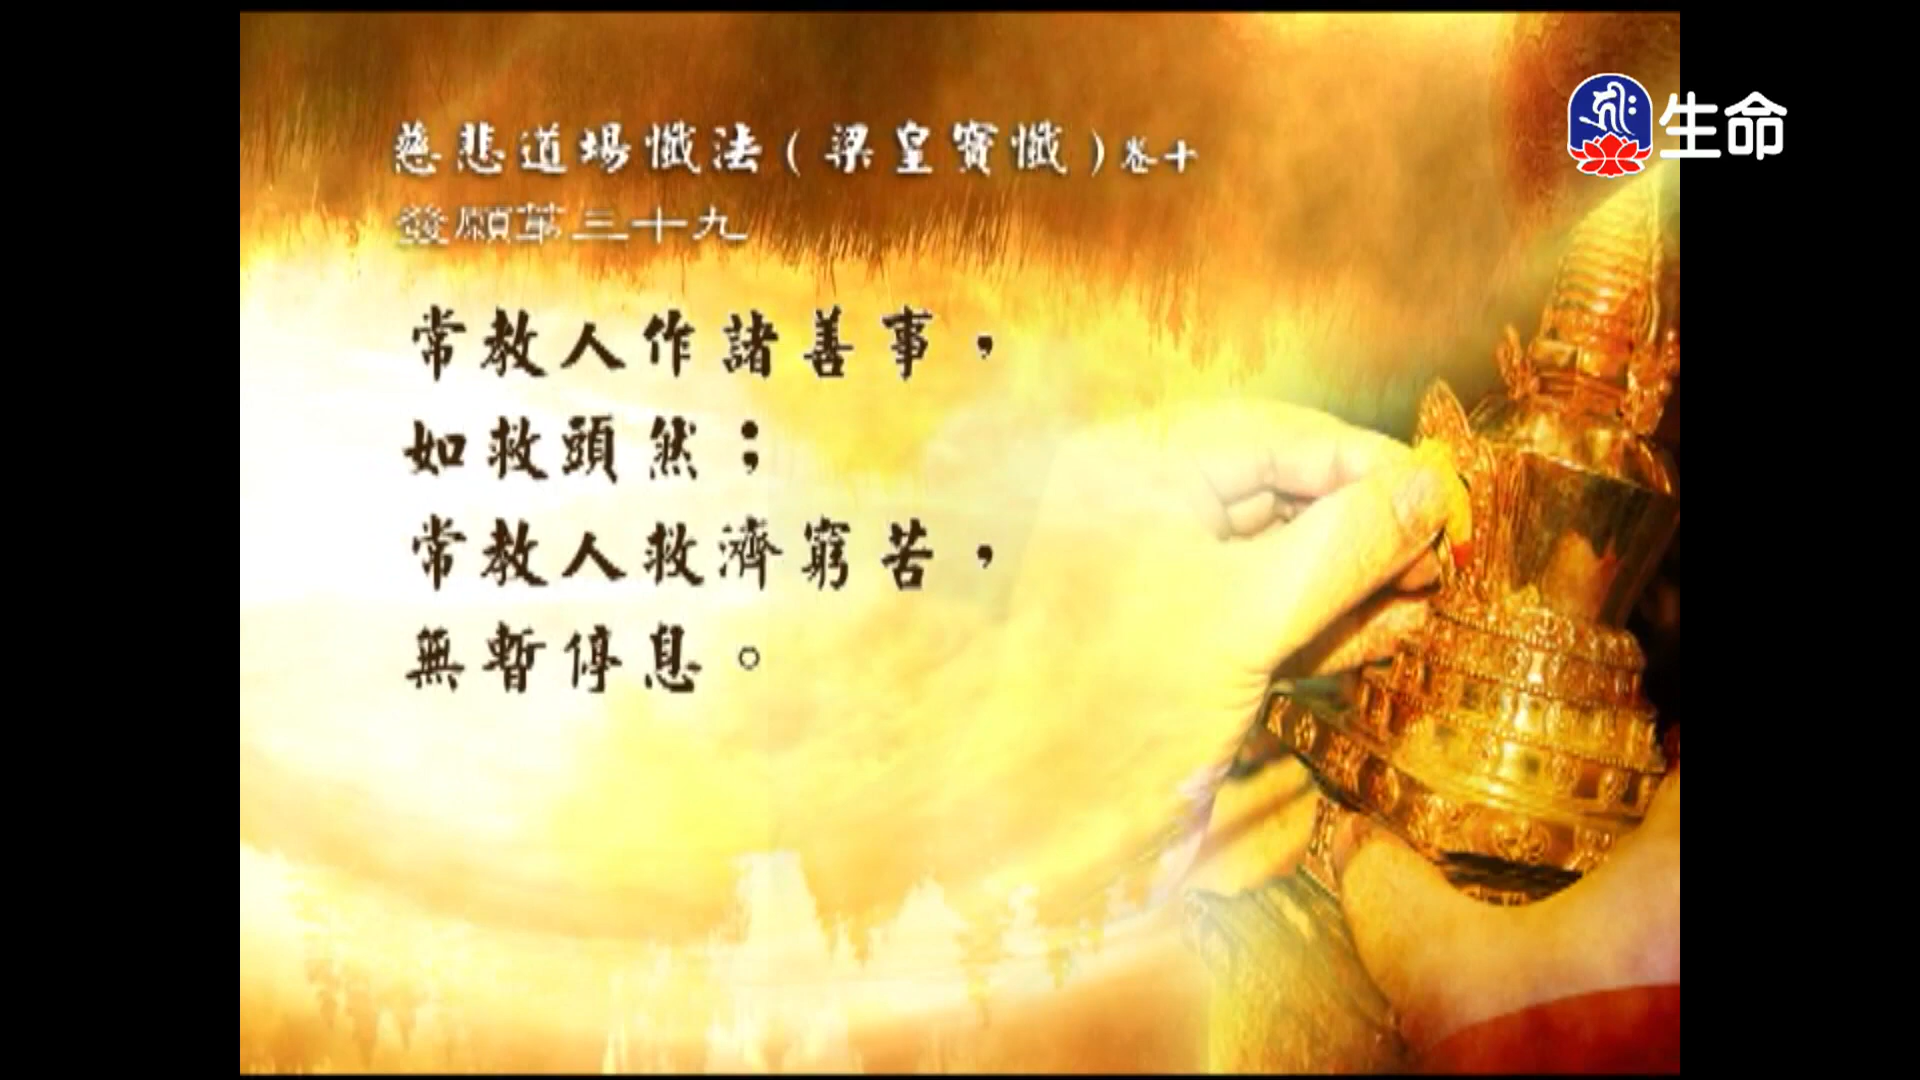 慈悲道場懺法(梁皇寶懺)卷十
發願第三十九
常教人作諸善事，
如救頭然；
常教人救濟窮苦，
無暫停息。
生命